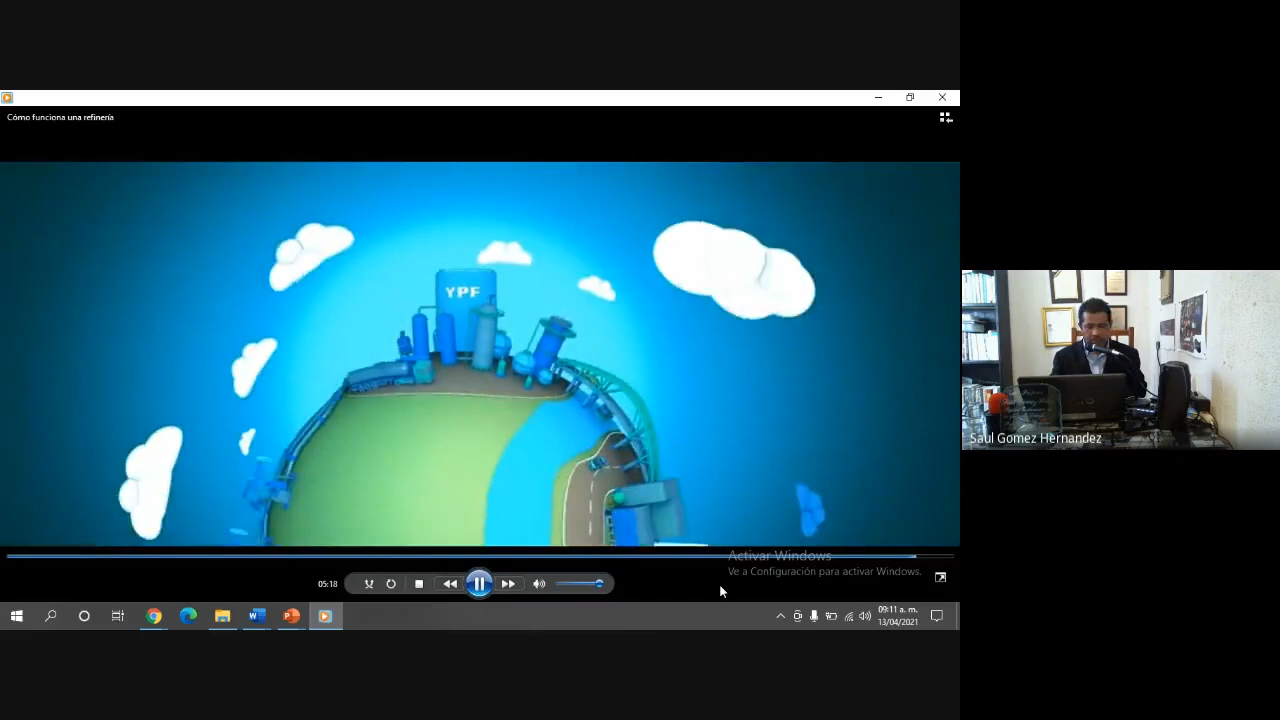 Cómo funciona una refinería
YPF
Saul Gomez Hernandez
Activar Windows
Ve a Configuración para activar Windows.
05:18
09:11 a. m.
13/04/2021